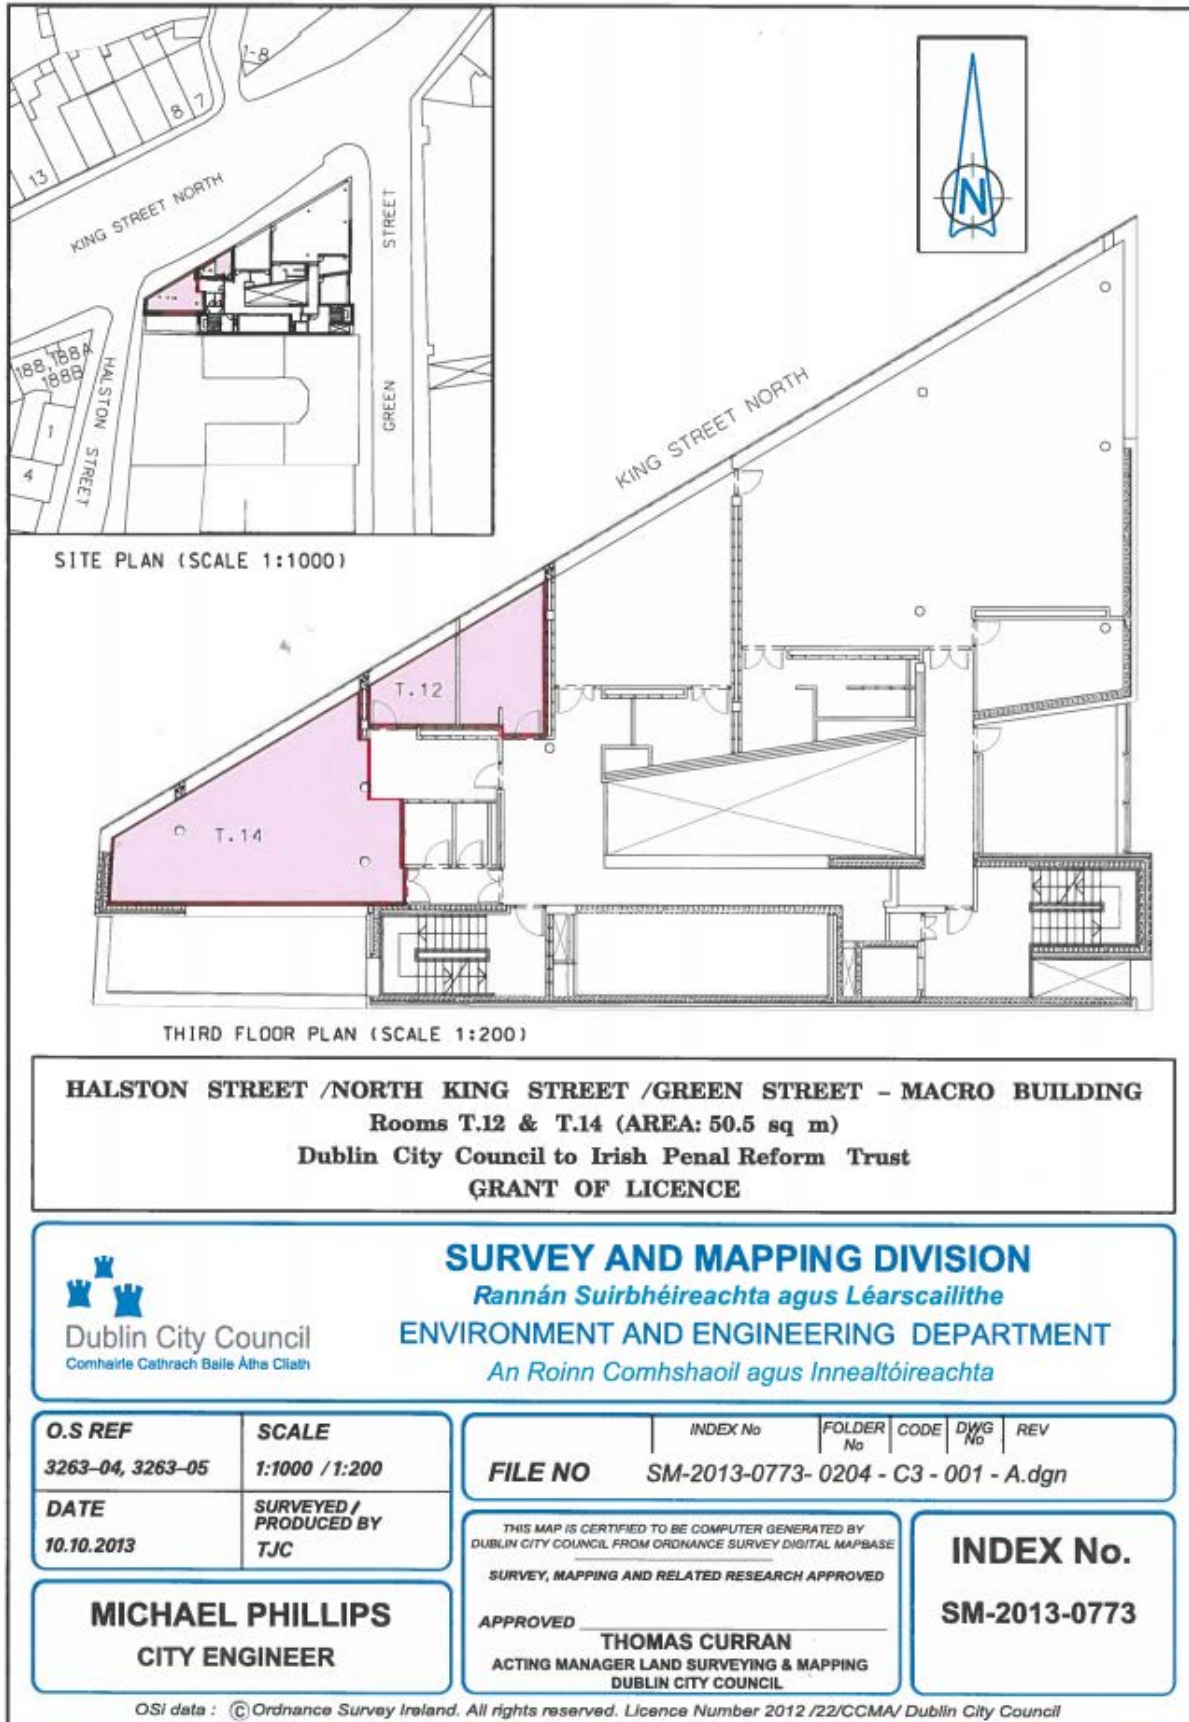 1-8
8 7
13
KING STREET NORTH
STREET
GREEN
188, 188A
188B
HALSTON STREET
1
4
T.14
SITE PLAN (SCALE 1:1000)
N
KING STREET NORTH
T.12
T.14
THIRD FLOOR PLAN (SCALE 1:200)
HALSTON STREET /NORTH KING STREET /GREEN STREET – MACRO BUILDING
Rooms T.12 & T.14 (AREA: 50.5 sq m)
Dublin City Council to Irish Penal Reform Trust
GRANT OF LICENCE
Dublin City Council
Comhairle Cathrach Baile Átha Cliath
SURVEY AND MAPPING DIVISION
Rannán Suirbhéireachta agus Léarscailithe
ENVIRONMENT AND ENGINEERING DEPARTMENT
An Roinn Comhshaoil agus Innealtóireachta
O.S REF
3263-04, 3263-05
SCALE
1:1000 / 1:200
DATE
10.10.2013
SURVEYED /
PRODUCED BY
TJC
INDEX No FOLDER No CODE DWG No REV
FILE NO SM-2013-0773- 0204 - C3 - 001 - A.dgn
MICHAEL PHILLIPS
CITY ENGINEER
THIS MAP IS CERTIFIED TO BE COMPUTER GENERATED BY
DUBLIN CITY COUNCIL FROM ORDNANCE SURVEY DIGITAL MAPBASE
SURVEY, MAPPING AND RELATED RESEARCH APPROVED
APPROVED
THOMAS CURRAN
ACTING MANAGER LAND SURVEYING & MAPPING
DUBLIN CITY COUNCIL
INDEX No.
SM-2013-0773
OSi data : © Ordnance Survey Ireland. All rights reserved. Licence Number 2012 /22/CCMA/ Dublin City Council